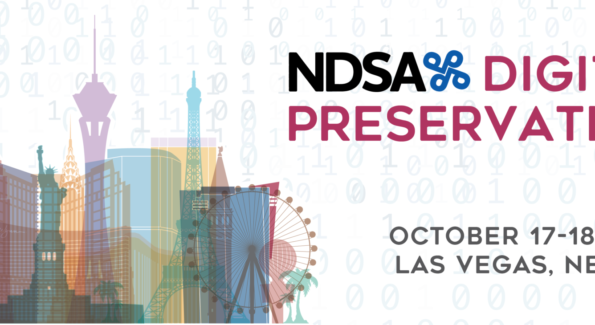 NDSA DIGIT
PRESERVATI
OCTOBER 17-18
LAS VEGAS, NE